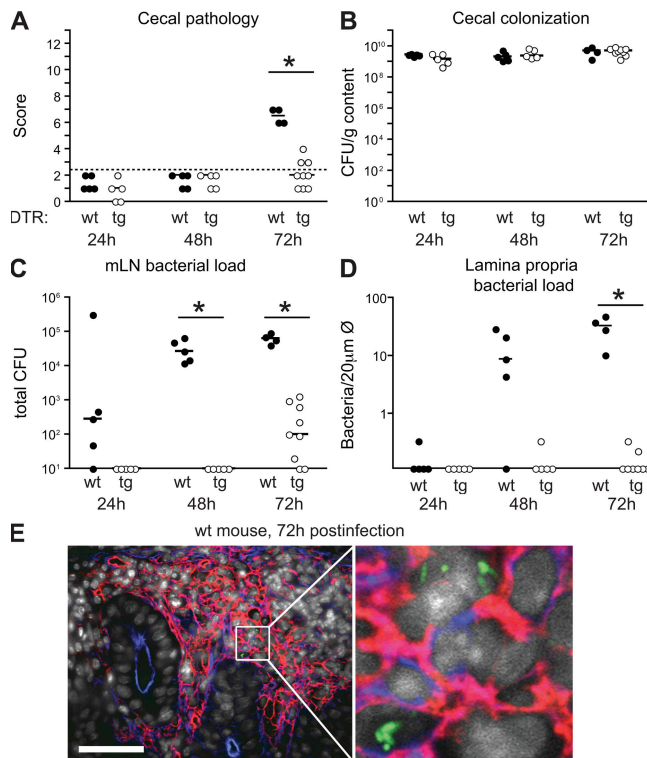 A
Cecal pathology
Score
12
10
8
6
4
2
0
*
DTR:
wt tg wt tg wt tg
24h 48h 72h
B
Cecal colonization
CFU/g content
10^10
10^8
10^6
10^4
10^2
10^0
wt tg wt tg wt tg
24h 48h 72h
C
mLN bacterial load
total CFU
10^6
10^5
10^4
10^3
10^2
10^1
* *
wt tg wt tg wt tg
24h 48h 72h
D
Lamina propria
bacterial load
Bacteria/20µm Ø
100
10
1
*
wt tg wt tg wt tg
24h 48h 72h
E
wt mouse, 72h postinfection